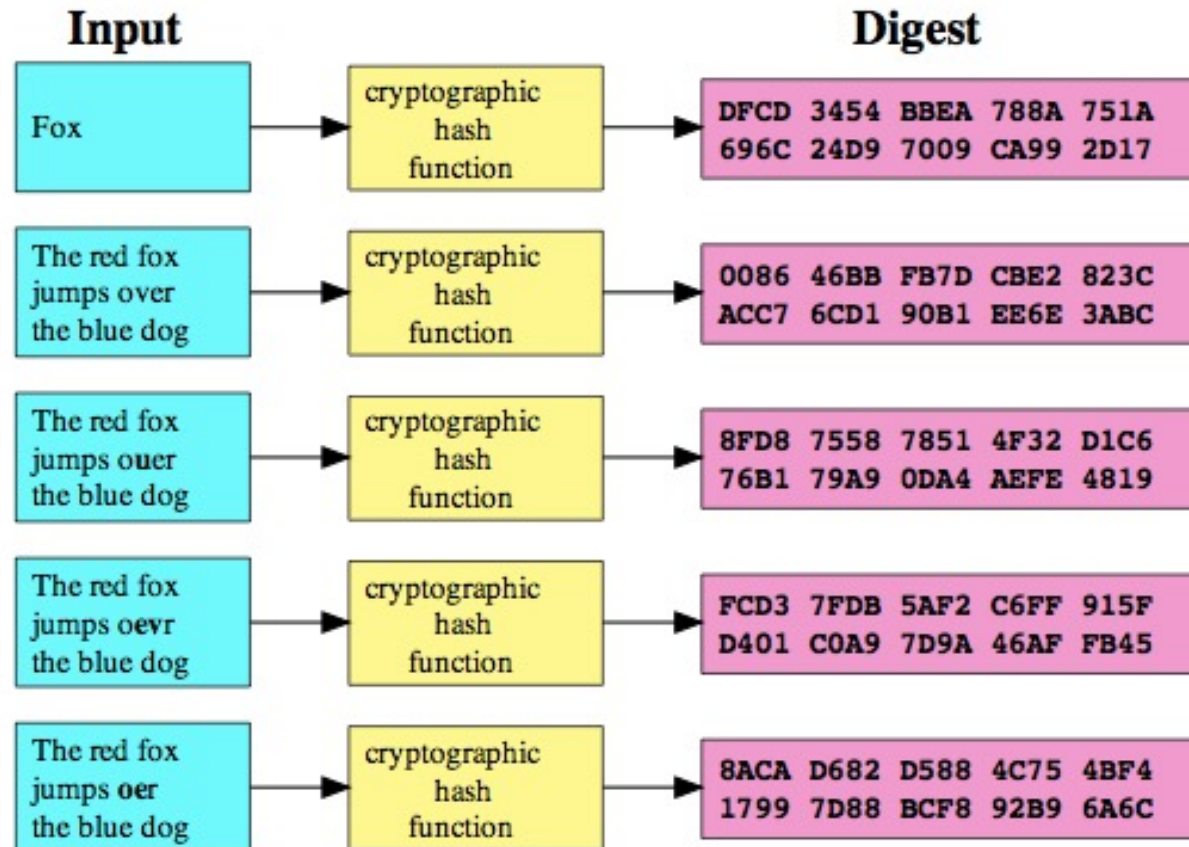 Input
Digest
Fox
cryptographic
hash
function
DFCD 3454 BBEA 788A 751A
696C 24D9 7009 CA99 2D17
The red fox
jumps over
the blue dog
cryptographic
hash
function
0086 46BB FB7D CBE2 823C
ACC7 6CD1 90B1 EE6E 3ABC
The red fox
jumps ouer
the blue dog
cryptographic
hash
function
8FD8 7558 7851 4F32 D1C6
76B1 79A9 0DA4 AEFE 4819
The red fox
jumps oevr
the blue dog
cryptographic
hash
function
FCD3 7FDB 5AF2 C6FF 915F
D401 C0A9 7D9A 46AF FB45
The red fox
jumps oer
the blue dog
cryptographic
hash
function
8ACA D682 D588 4C75 4BF4
1799 7D88 BCF8 92B9 6A6C